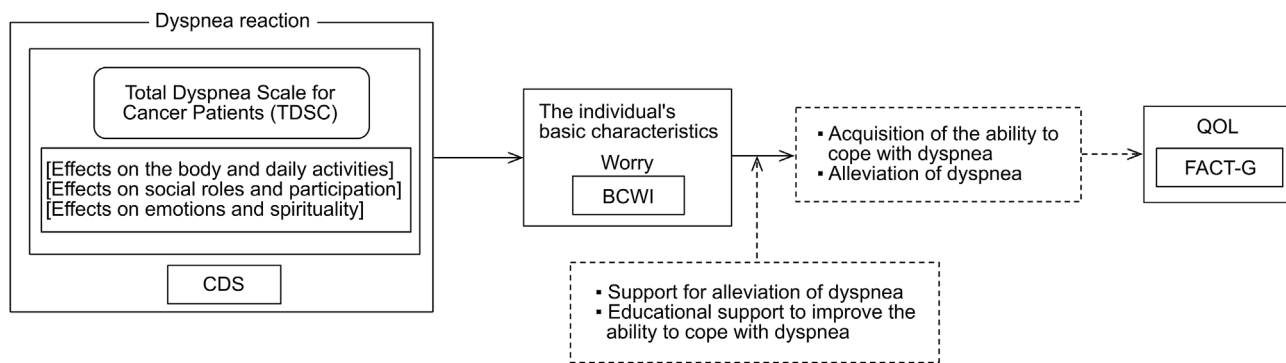 Dyspnea reaction
Total Dyspnea Scale for
Cancer Patients (TDSC)
[Effects on the body and daily activities]
[Effects on social roles and participation]
[Effects on emotions and spirituality]
CDS
The individual's
basic characteristics
Worry
BCWI
▪ Acquisition of the ability to
cope with dyspnea
▪ Alleviation of dyspnea
QOL
FACT-G
▪ Support for alleviation of dyspnea
▪ Educational support to improve the
ability to cope with dyspnea